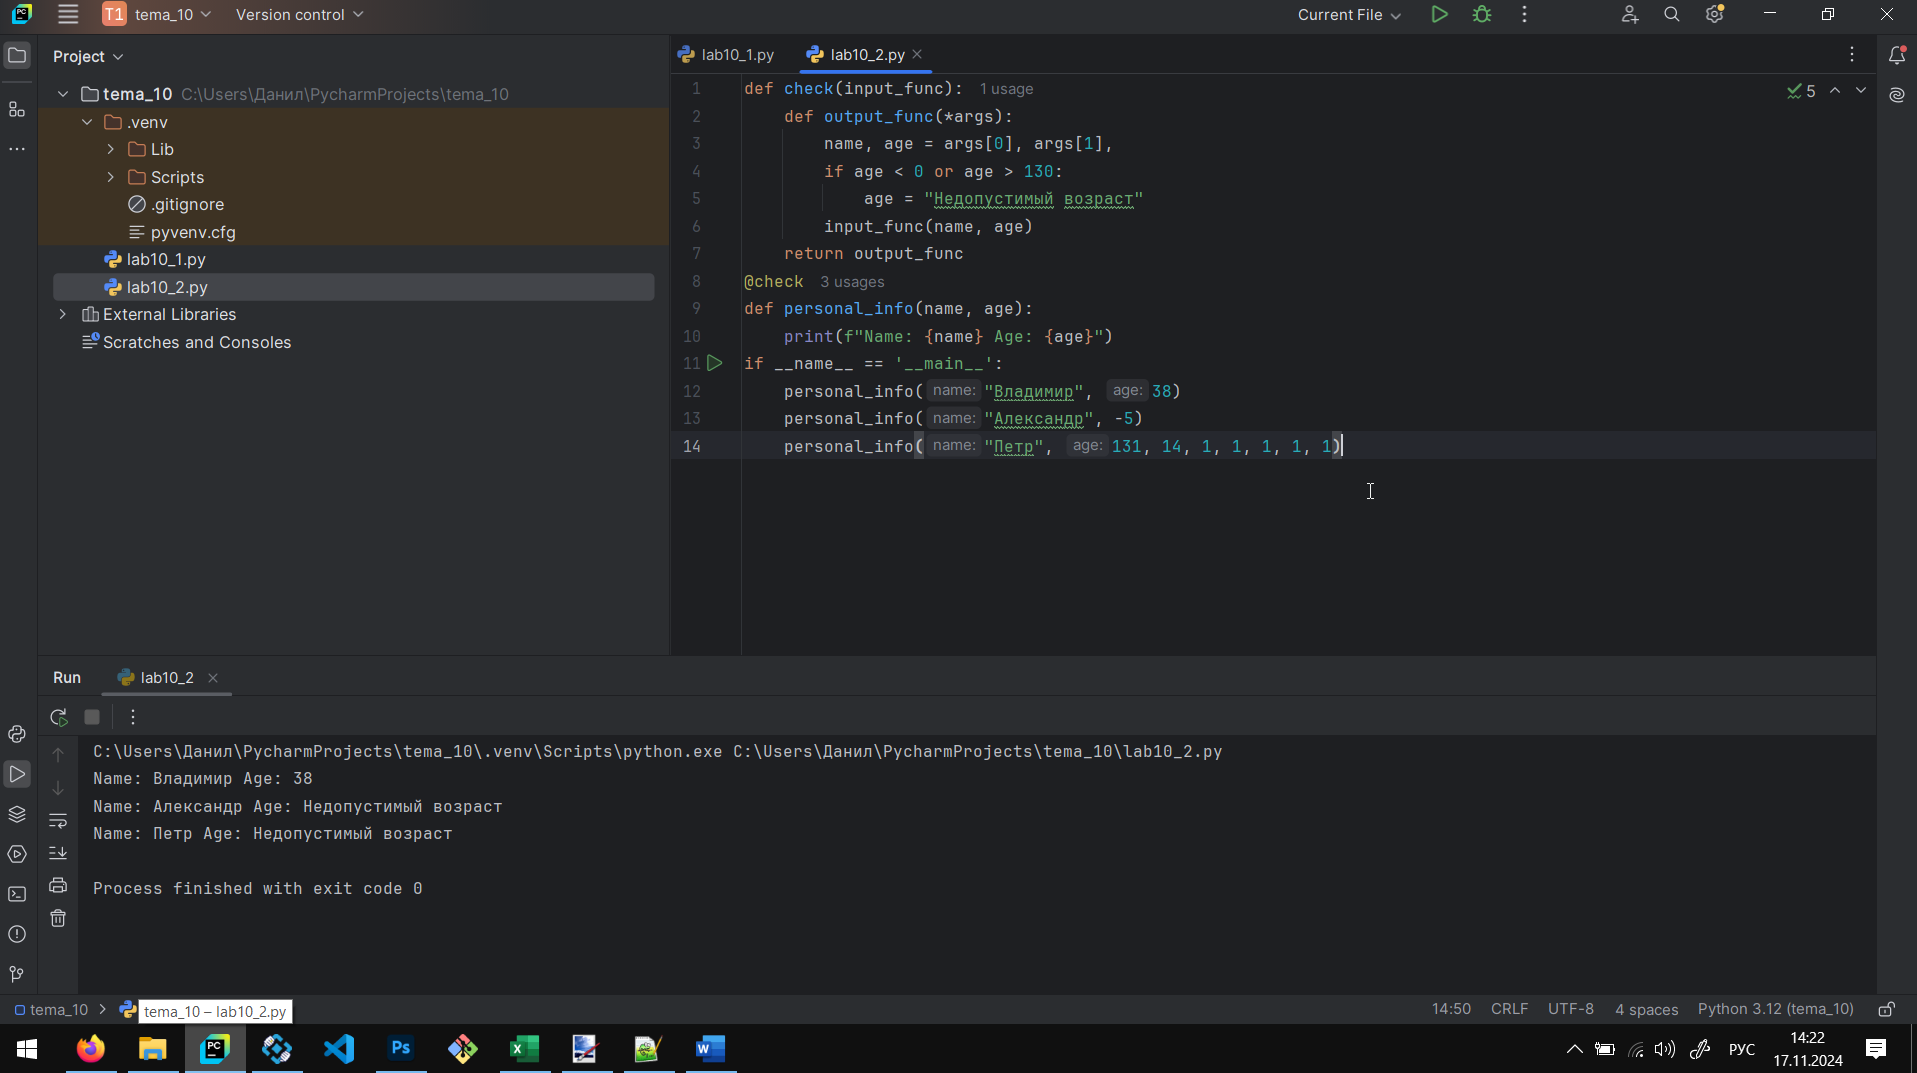 PC T1 tema_10 Version control Current File
Project
lab10_1.py lab10_2.py
tema_10 C:\Users\Данил\PycharmProjects\tema_10
.venv
Lib
Scripts
.gitignore
pyvenv.cfg
lab10_1.py
lab10_2.py
External Libraries
Scratches and Consoles
1 def check(input_func): 1 usage
5
2 def output_func(*args):
3 name, age = args[0], args[1],
4 if age < 0 or age > 130:
5 age = "Недопустимый возраст"
6 input_func(name, age)
7 return output_func
8 @check 3 usages
9 def personal_info(name, age):
10 print(f"Name: {name} Age: {age}")
11 if __name__ == '__main__':
12 personal_info( name: "Владимир", age: 38)
13 personal_info( name: "Александр", -5)
14 personal_info( name: "Петр", age: 131, 14, 1, 1, 1, 1, 1)
Run lab10_2
C:\Users\Данил\PycharmProjects\tema_10\.venv\Scripts\python.exe C:\Users\Данил\PycharmProjects\tema_10\lab10_2.py
Name: Владимир Age: 38
Name: Александр Age: Недопустимый возраст
Name: Петр Age: Недопустимый возраст
Process finished with exit code 0
tema_10
tema_10 – lab10_2.py
14:50 CRLF UTF-8 4 spaces Python 3.12 (tema_10)
PC Ps X W
РУС
14:22
17.11.2024